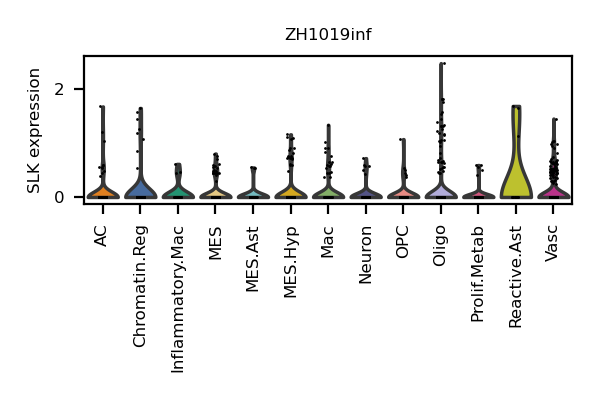 ZH1019inf
SLK expression
2
0
AC
Chromatin.Reg
Inflammatory.Mac
MES
MES.Ast
MES.Hyp
Mac
Neuron
OPC
Oligo
Prolif.Metab
Reactive.Ast
Vasc